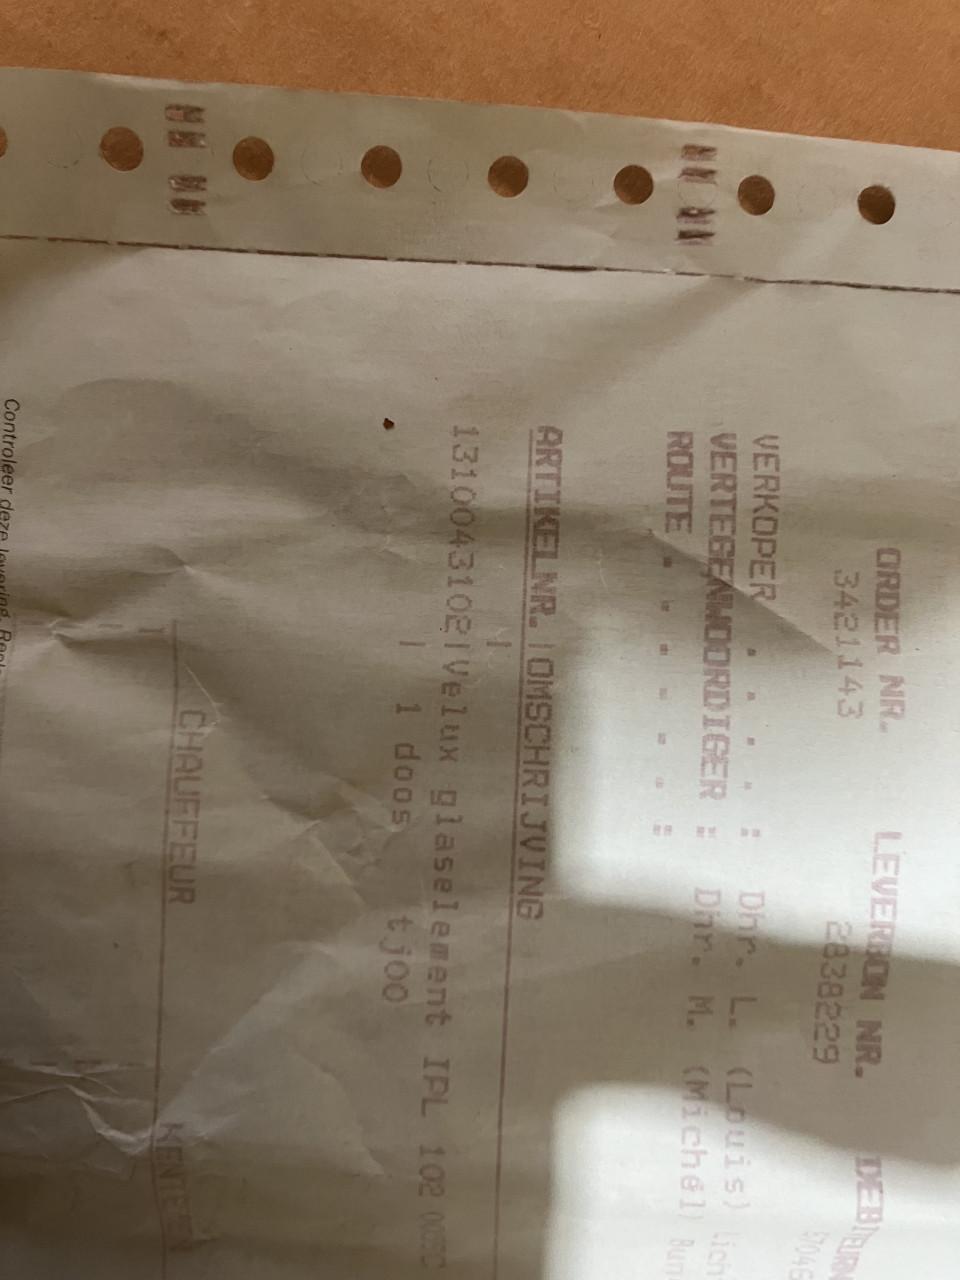 ORDER NR. LEVERBON NR.
3421143 2838229
VERKOPER . . . . : Dhr. L. (Louis)
VERTEGENWOORDIGER : Dhr. M. (Michél)
ROUTE . . . . . . :
ARTIKELNR. |OMSCHRIJVING
1310043102|Velux glaselement IPL 102
| 1 doos tj00
CHAUFFEUR
Controleer deze levering.